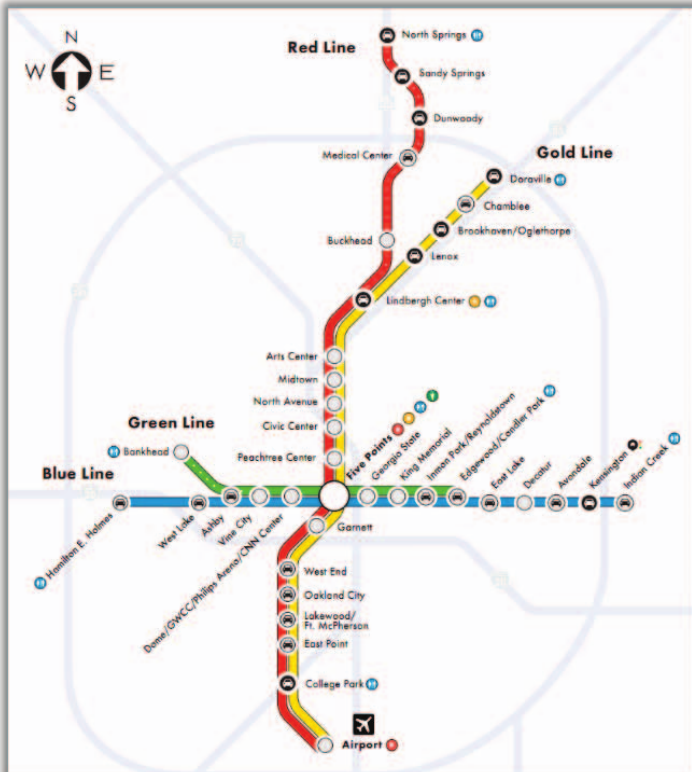 N
W E
S
Red Line
North Springs
Sandy Springs
Dunwoody
Medical Center
Gold Line
Doraville
Chamblee
Brookhaven/Oglethorpe
Buckhead
Lenox
Lindbergh Center
Arts Center
Midtown
North Avenue
Civic Center
Peachtree Center
Green Line
Bankhead
Blue Line
Hamilton E. Holmes
West Lake
Ashby
Vine City
Dome/GWCC/Philips Arena/CNN Center
Five Points
Georgia State
King Memorial
Inman Park/Reynoldstown
Edgewood/Candler Park
East Lake
Decatur
Avondale
Kensington
Indian Creek
Garnett
West End
Oakland City
Lakewood/
Ft. McPherson
East Point
College Park
Airport